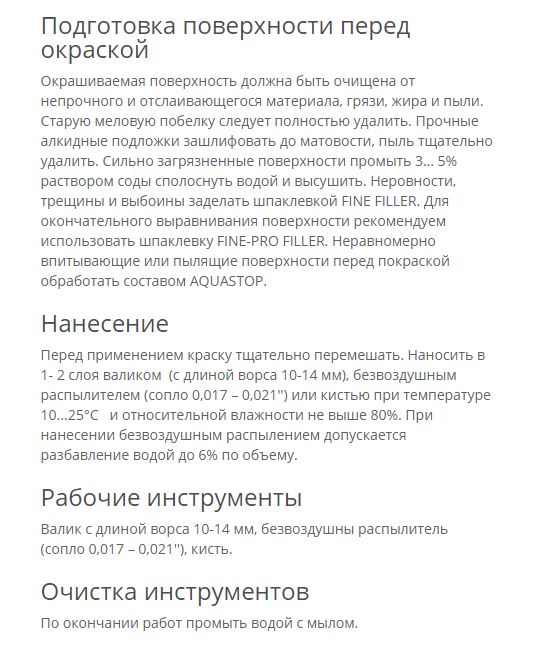 Подготовка поверхности перед
окраской
Окрашиваемая поверхность должна быть очищена от
непрочного и отслаивающегося материала, грязи, жира и пыли.
Старую меловую побелку следует полностью удалить. Прочные
алкидные подложки зашлифовать до матовости, пыль тщательно
удалить. Сильно загрязненные поверхности промыть 3... 5%
раствором соды сполоснуть водой и высушить. Неровности,
трещины и выбоины заделать шпаклевкой FINE FILLER. Для
окончательного выравнивания поверхности рекомендуем
использовать шпаклевку FINE-PRO FILLER. Неравномерно
впитывающие или пылящие поверхности перед покраской
обработать составом AQUASTOP.
Нанесение
Перед применением краску тщательно перемешать. Наносить в
1- 2 слоя валиком  (с длиной ворса 10-14 мм), безвоздушным
распылителем (сопло 0,017 – 0,021'') или кистью при температуре
10...25°С  и относительной влажности не выше 80%. При
нанесении безвоздушным распылением допускается
разбавление водой до 6% по объему.
Рабочие инструменты
Валик с длиной ворса 10-14 мм, безвоздушны распылитель
(сопло 0,017 – 0,021''), кисть.
Очистка инструментов
По окончании работ промыть водой с мылом.